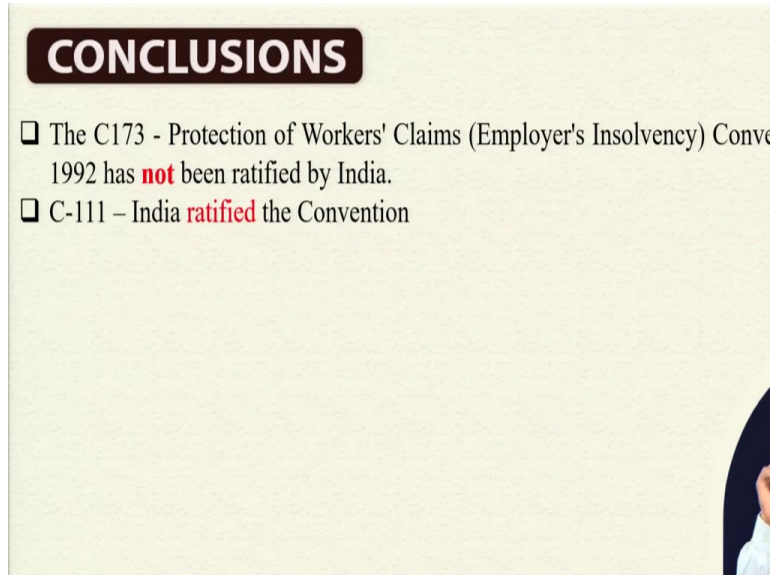 CONCLUSIONS
❑ The C173 - Protection of Workers' Claims (Employer's Insolvency) Conve
1992 has not been ratified by India.
❑ C-111 – India ratified the Convention